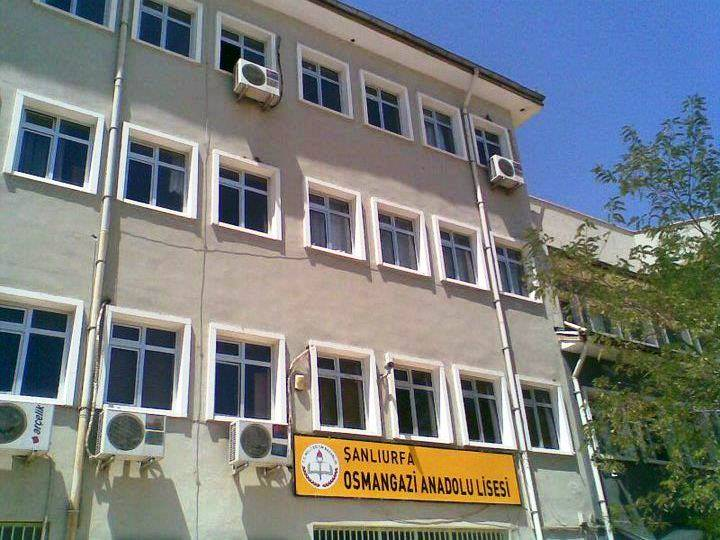 ŞANLIURFA
OSMANGAZİ ANADOLU LİSESİ
arçelik